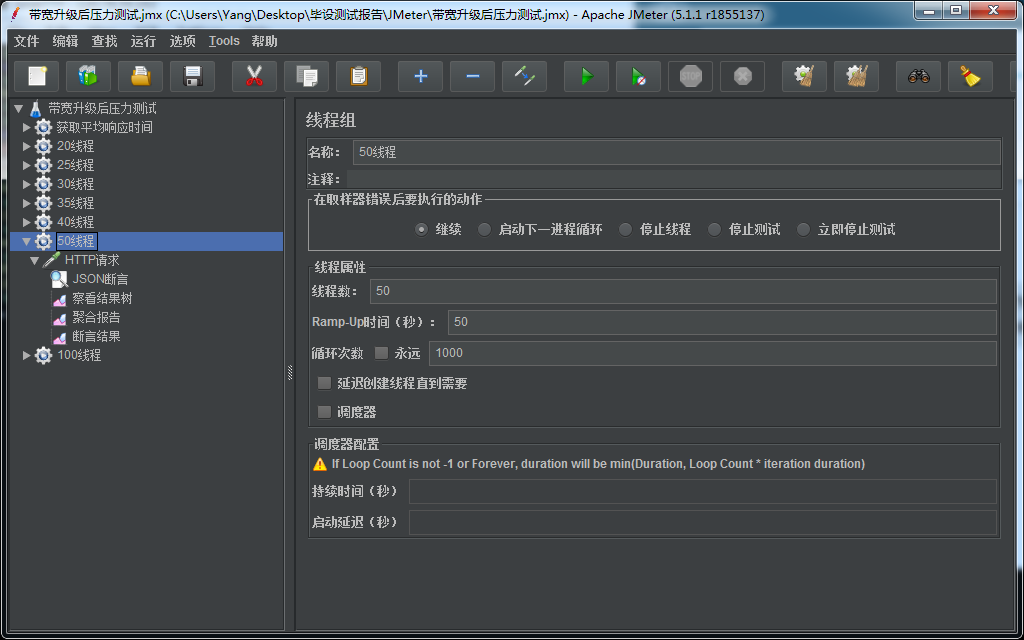 带宽升级后压力测试.jmx (C:\Users\Yang\Desktop\毕设测试报告\JMeter\带宽升级后压力测试.jmx) - Apache JMeter (5.1.1 r1855137)
文件 编辑 查找 运行 选项 Tools 帮助
STOP
带宽升级后压力测试
获取平均响应时间
20线程
25线程
30线程
35线程
40线程
50线程
HTTP请求
JSON断言
察看结果树
聚合报告
断言结果
100线程
线程组
名称： 50线程
注释：
在取样器错误后要执行的动作
继续 启动下一进程循环 停止线程 停止测试 立即停止测试
线程属性
线程数： 50
Ramp-Up时间（秒）： 50
循环次数 永远 1000
延迟创建线程直到需要
调度器
调度器配置
If Loop Count is not -1 or Forever, duration will be min(Duration, Loop Count * iteration duration)
持续时间（秒）
启动延迟（秒）